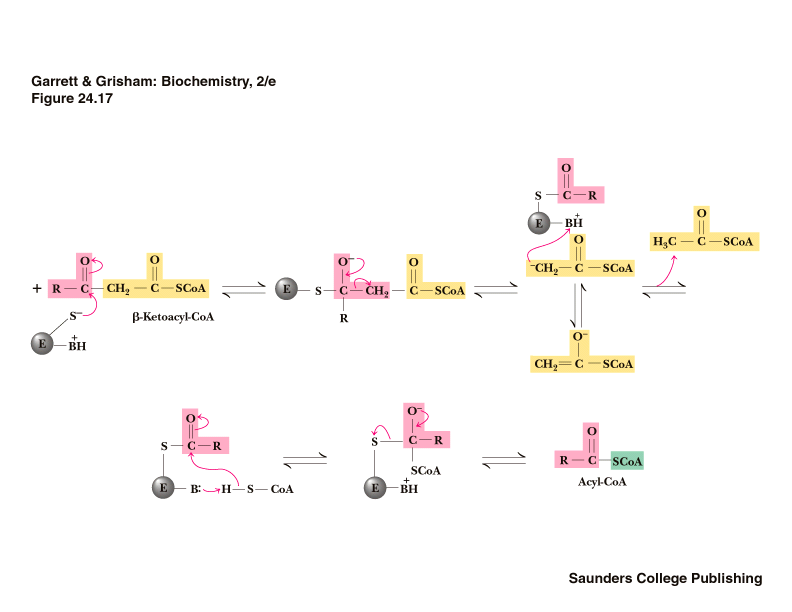 Garrett & Grisham: Biochemistry, 2/e
Figure 24.17
O
S — C — R
E — BH+
O
H3C — C — SCoA
O
−CH2 — C — SCoA
O O
+ R — C — CH2 — C — SCoA
S−
β-Ketoacyl-CoA
E — BH+
O− O
E — S — C — CH2 — C — SCoA
R
O−
CH2 = C — SCoA
O
S — C — R
E — B: H — S — CoA
O−
S — C — R
SCoA
E — BH+
O
R — C — SCoA
Acyl-CoA
Saunders College Publishing